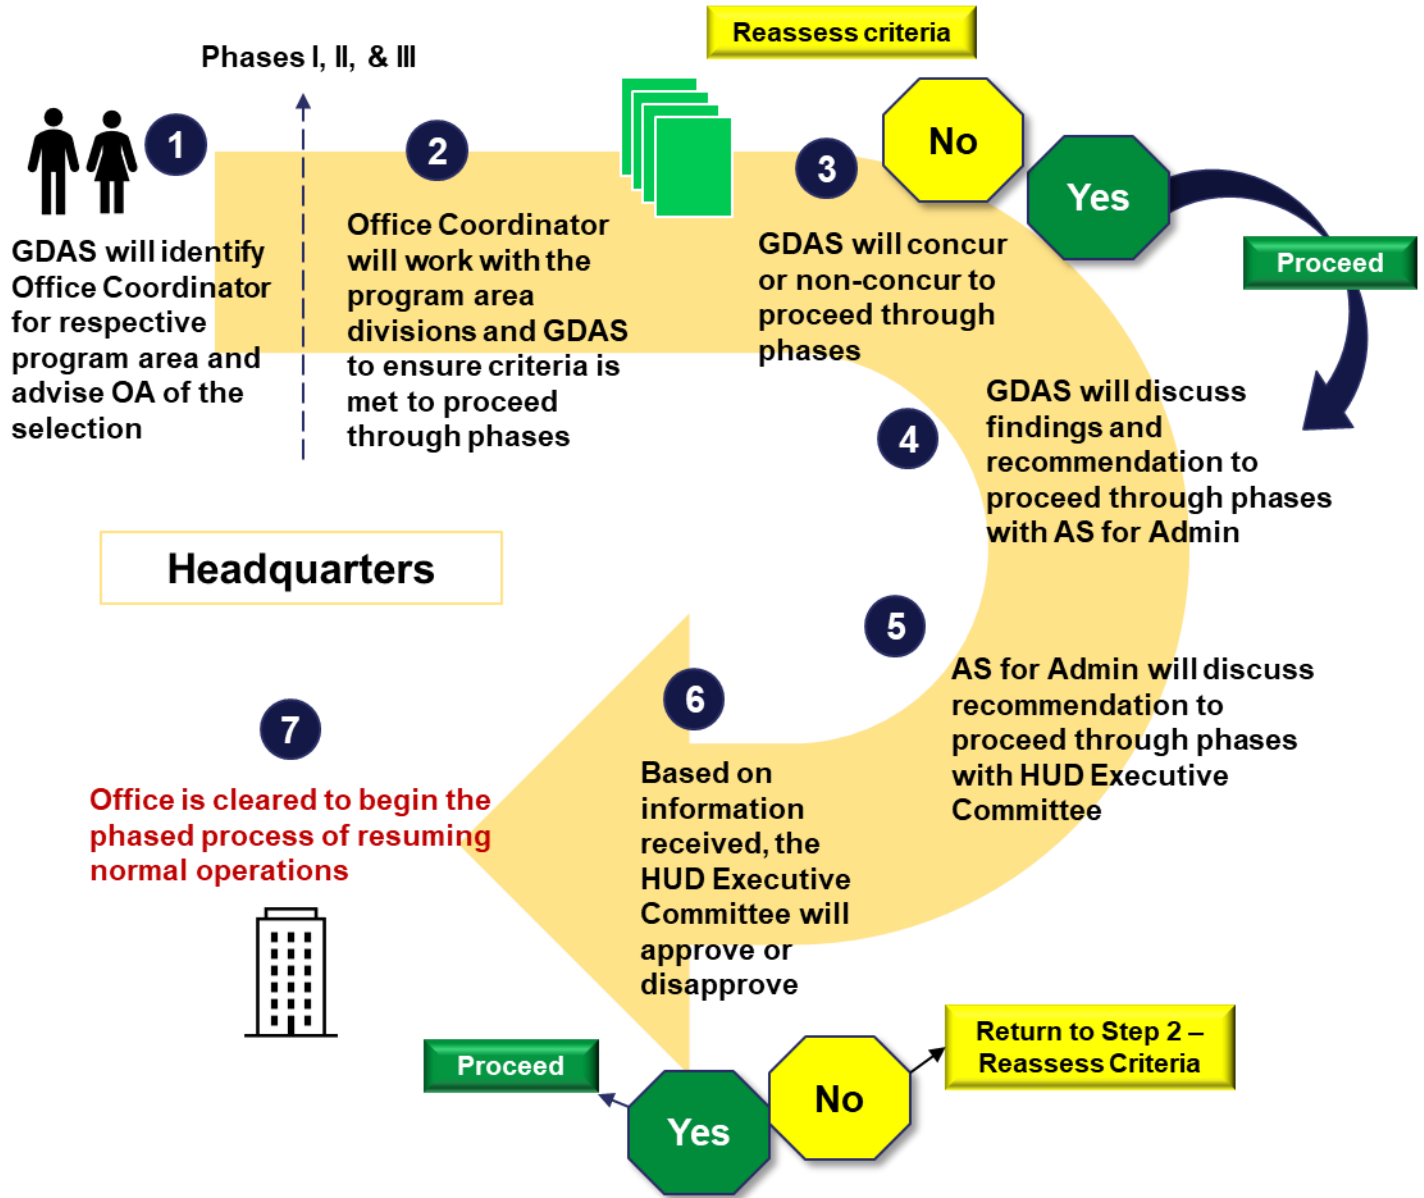 Phases I, II, & III
1
GDAS will identify
Office Coordinator
for respective
program area and
advise OA of the
selection
2
Office Coordinator
will work with the
program area
divisions and GDAS
to ensure criteria is
met to proceed
through phases
Reassess criteria
3
No
Yes
Proceed
GDAS will concur
or non-concur to
proceed through
phases
4
GDAS will discuss
findings and
recommendation to
proceed through phases
with AS for Admin
Headquarters
5
AS for Admin will discuss
recommendation to
proceed through phases
with HUD Executive
Committee
6
Based on
information
received, the
HUD Executive
Committee will
approve or
disapprove
Proceed
Yes
No
Return to Step 2 –
Reassess Criteria
7
Office is cleared to begin the
phased process of resuming
normal operations